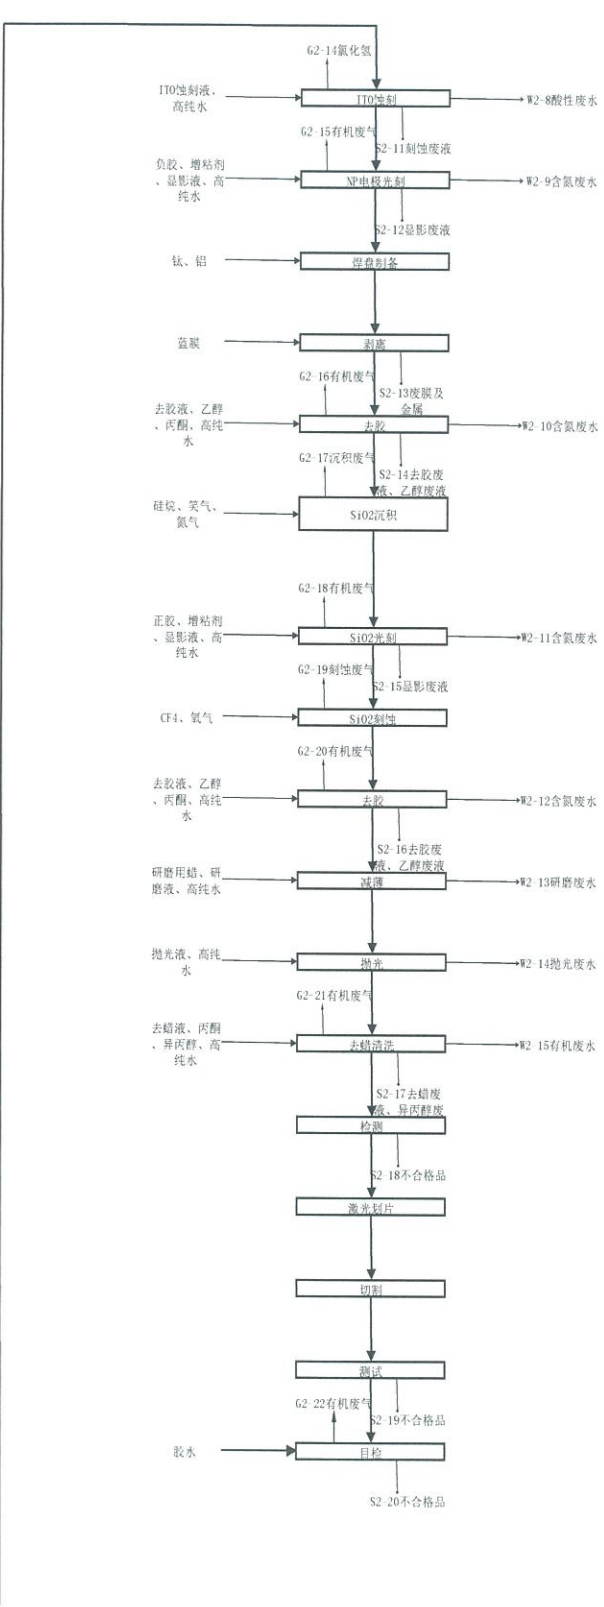 G2-14氯化氢
ITO蚀刻液、
高纯水
ITO蚀刻
W2-8酸性废水
G2-15有机废气
S2-11刻蚀废液
负胶、增粘剂
、显影液、高
纯水
NP电极光刻
W2-9含氮废水
S2-12显影废液
钛、铝
焊盘制备
蓝膜
剥离
G2-16有机废气
S2-13废膜及
金属
去胶液、乙醇
、丙酮、高纯
水
去胶
W2-10含氮废水
G2-17沉积废气
S2-14去胶废
液、乙醇废液
硅烷、笑气、
氮气
SiO2沉积
G2-18有机废气
正胶、增粘剂
、显影液、高
纯水
SiO2光刻
W2-11含氮废水
G2-19刻蚀废气
S2-15显影废液
CF4、氧气
SiO2刻蚀
G2-20有机废气
去胶液、乙醇
、丙酮、高纯
水
去胶
W2-12含氮废水
S2-16去胶废
液、乙醇废液
研磨用蜡、研
磨液、高纯水
减薄
W2-13研磨废水
抛光液、高纯
水
抛光
W2-14抛光废水
G2-21有机废气
去蜡液、丙酮
、异丙醇、高
纯水
去蜡清洗
W2-15有机废水
S2-17去蜡废
液、异丙醇废
检测
S2-18不合格品
激光划片
切割
测试
G2-22有机废气
S2-19不合格品
胶水
目检
S2-20不合格品